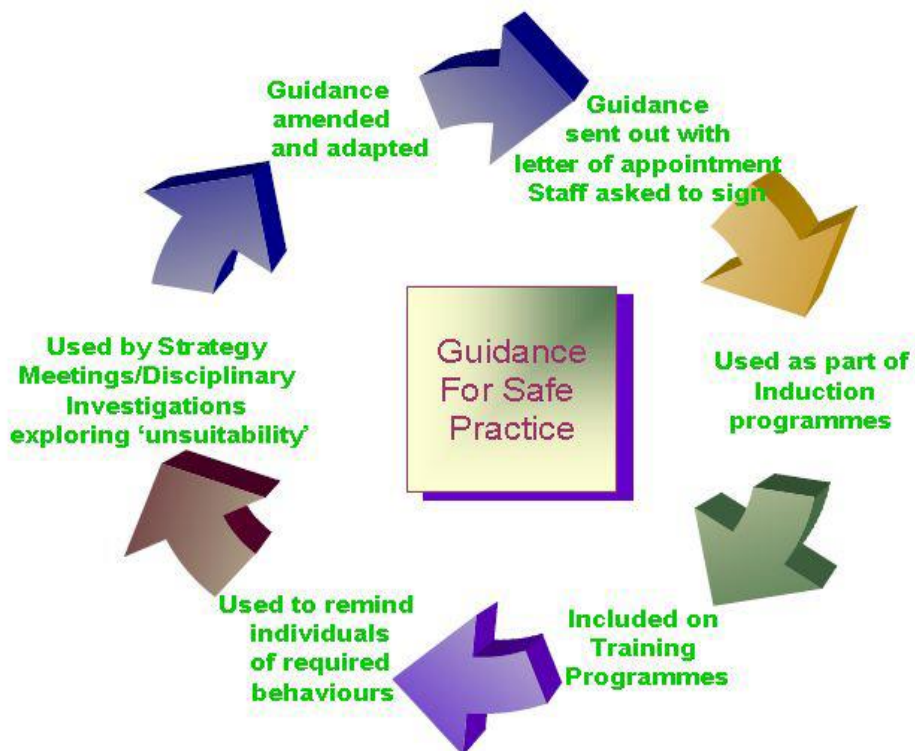 Guidance
amended
and adapted
Guidance
sent out with
letter of appointment
Staff asked to sign
Used as part of
Induction
programmes
Included on
Training
Programmes
Used to remind
individuals
of required
behaviours
Used by Strategy
Meetings/Disciplinary
Investigations
exploring ‘unsuitability’
Guidance
For Safe
Practice